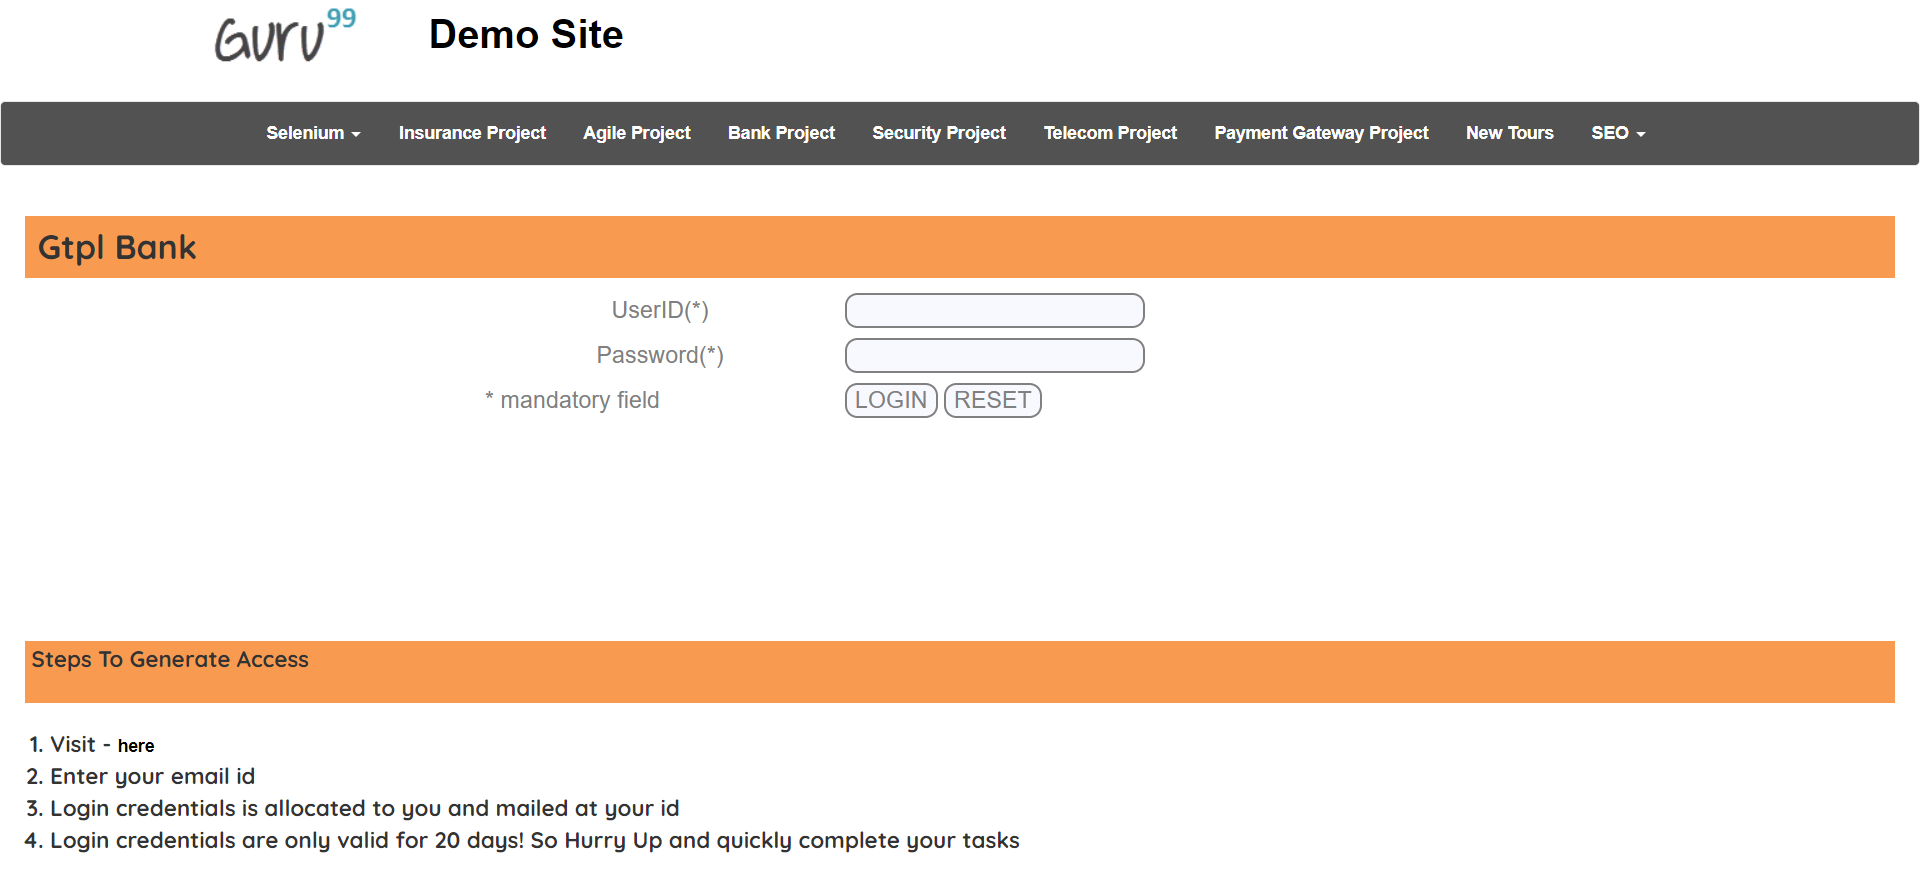 Guru99 Demo Site
Selenium Insurance Project Agile Project Bank Project Security Project Telecom Project Payment Gateway Project New Tours SEO
Gtpl Bank
UserID(*)
Password(*)
* mandatory field LOGIN RESET
Steps To Generate Access
1. Visit - here
2. Enter your email id
3. Login credentials is allocated to you and mailed at your id
4. Login credentials are only valid for 20 days! So Hurry Up and quickly complete your tasks